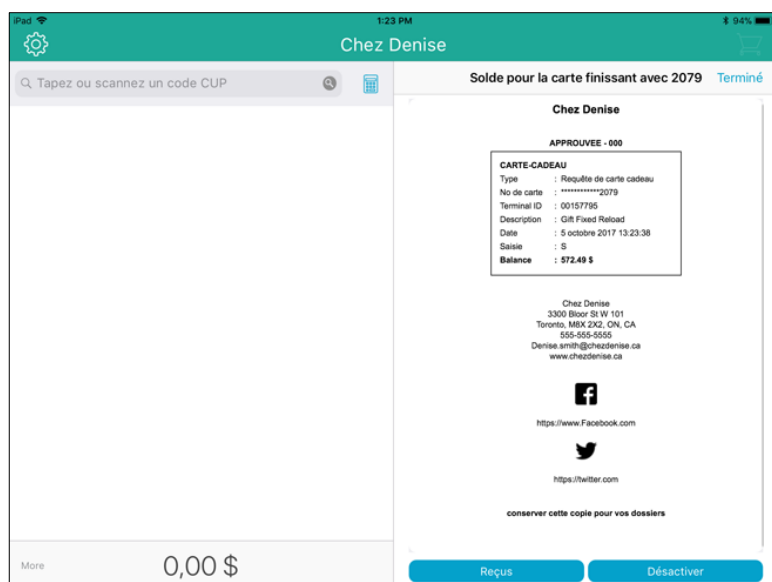 iPad
1:23 PM
94%
Chez Denise
Tapez ou scannez un code CUP
Solde pour la carte finissant avec 2079
Terminé
Chez Denise
APPROUVEE - 000
CARTE-CADEAU
Type : Requête de carte cadeau
No de carte : ************2079
Terminal ID : 00157795
Description : Gift Fixed Reload
Date : 5 octobre 2017 13:23:38
Saisie : S
Balance : 572.49 $
Chez Denise
3300 Bloor St W 101
Toronto, M8X 2X2, ON, CA
555-555-5555
Denise.smith@chezdenise.ca
www.chezdenise.ca
https://www.Facebook.com
https://twitter.com
conserver cette copie pour vos dossiers
More
0,00 $
Reçus
Désactiver